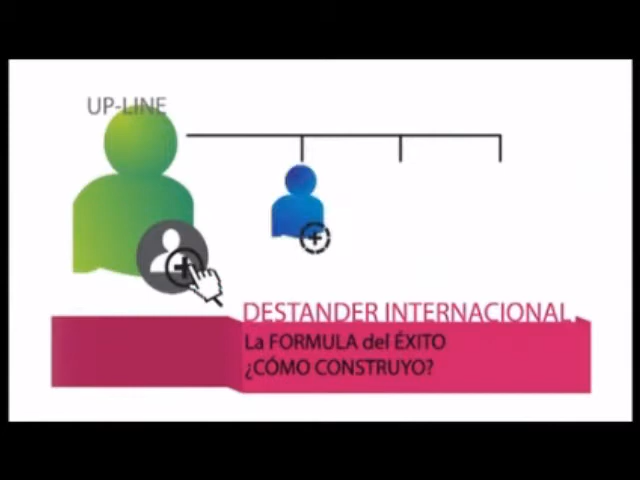 UP-LINE
DESTANDER INTERNACIONAL.
La FORMULA del ÉXITO
¿CÓMO CONSTRUYO?